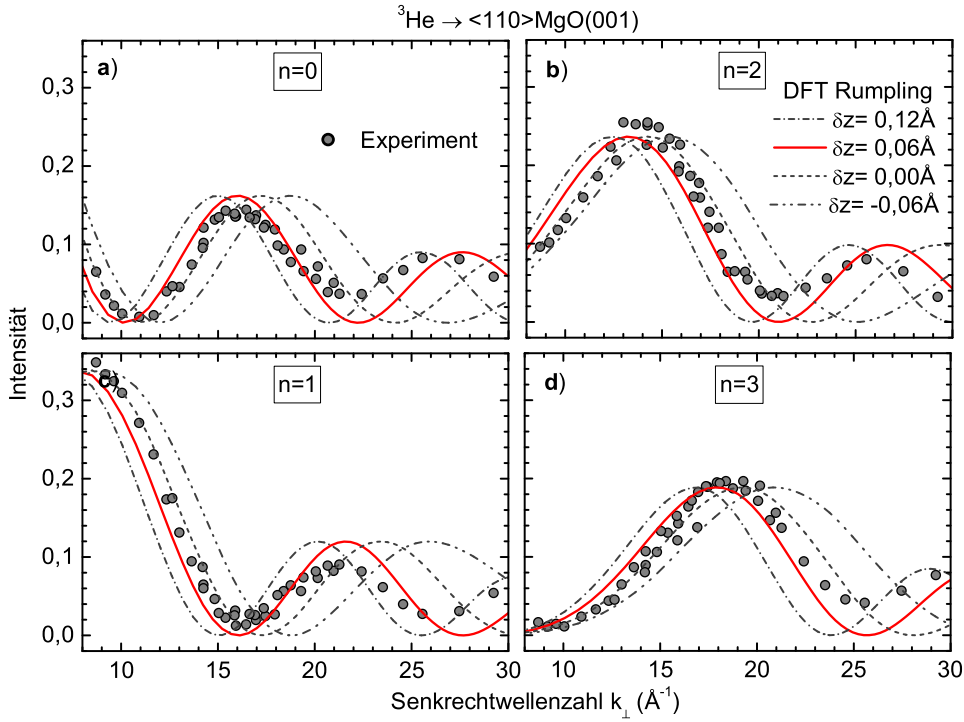 ³He → <110>MgO(001)
a)
n=0
Experiment
b)
n=2
DFT Rumpling
δz= 0,12Å
δz= 0,06Å
δz= 0,00Å
δz= -0,06Å
0,3
0,2
0,1
0,0
n=1
d)
n=3
0,3
0,2
0,1
0,0
10 15 20 25 30
10 15 20 25 30
Intensität
Senkrechtwellenzahl k⊥ (Å⁻¹)